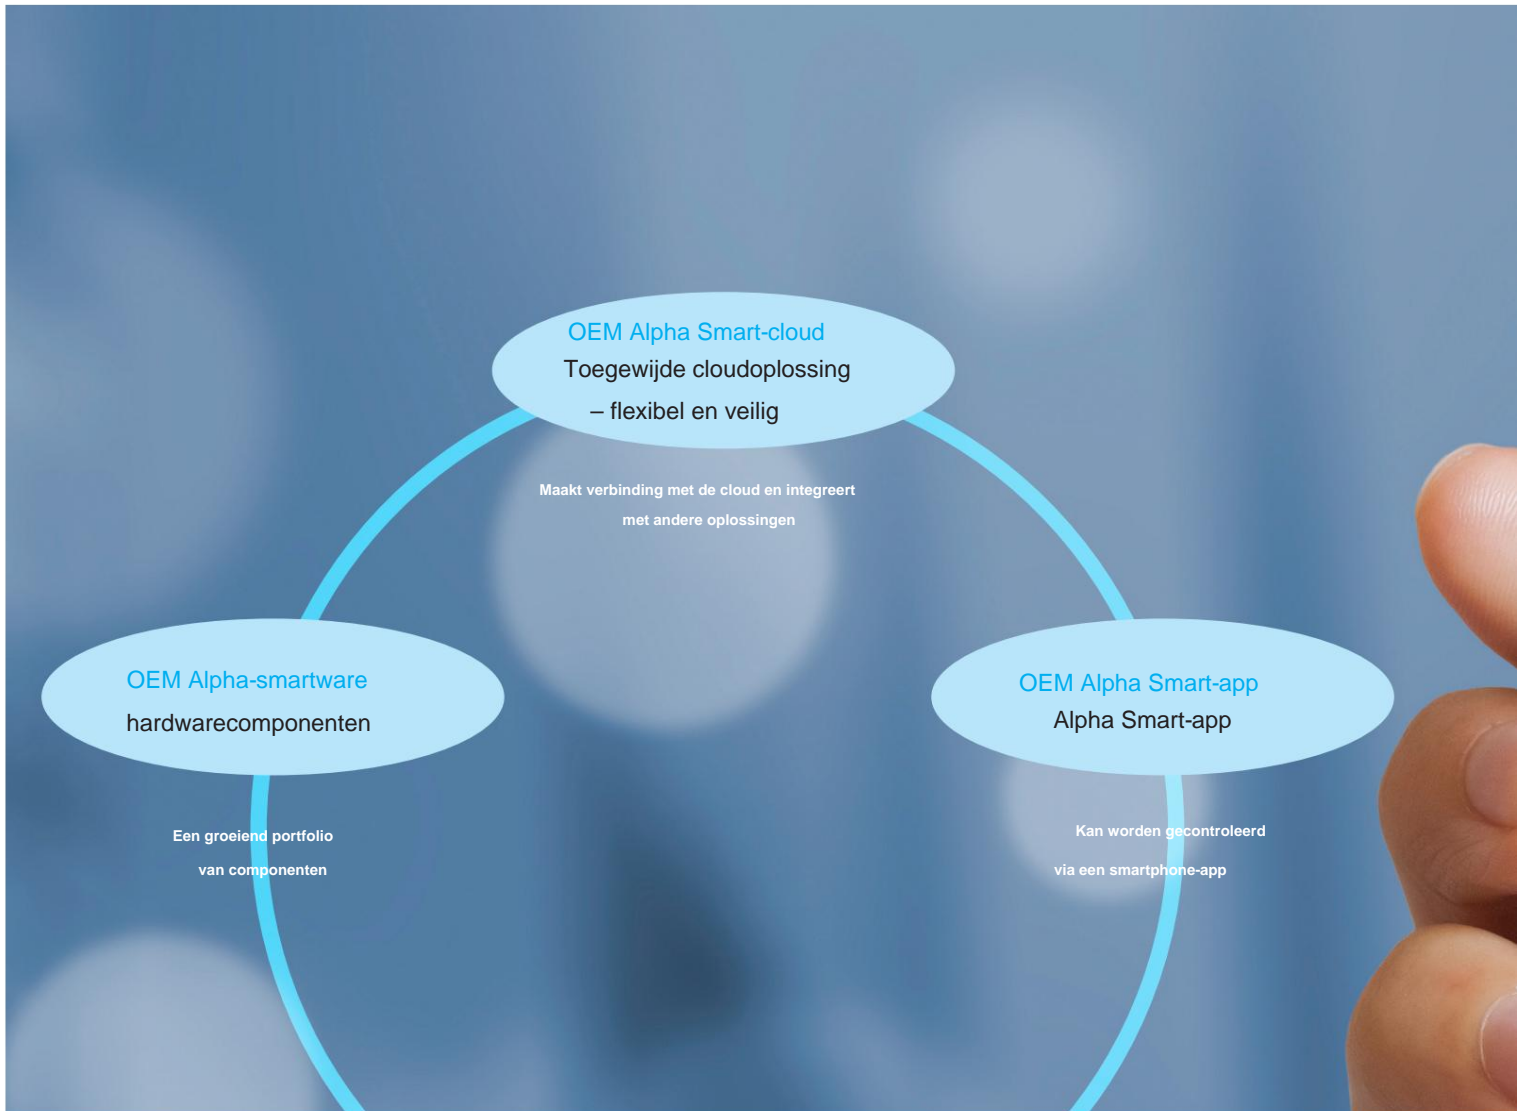 OEM Alpha Smart-cloud
Toegewijde cloudoplossing
– flexibel en veilig
Maakt verbinding met de cloud en integreert
met andere oplossingen
OEM Alpha-smartware
hardwarecomponenten
Een groeiend portfolio
van componenten
OEM Alpha Smart-app
Alpha Smart-app
Kan worden gecontroleerd
via een smartphone-app